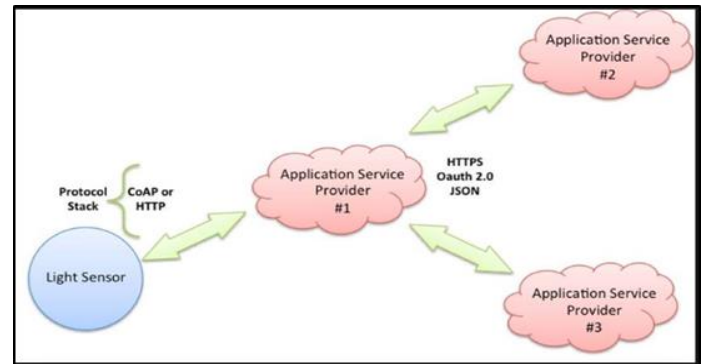 Application Service
Provider
#2
Protocol
Stack
CoAP or
HTTP
Application Service
Provider
#1
HTTPS
Oauth 2.0
JSON
Light Sensor
Application Service
Provider
#3